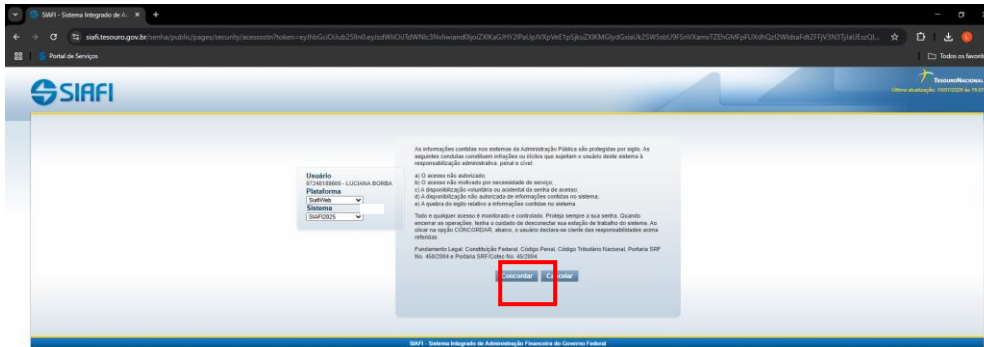 SIAFI - Sistema Integrado de A
siafi.tesouro.gov.br
Portal de Serviços
Todos os favorit
SIAFI
TESOURONACIONAL
Usuário
LUCIANA BORBA
Plataforma
SiafiWeb
Sistema
SIAFI2025
As informações contidas nos sistemas da Administração Pública são protegidas por sigilo. As
seguintes condutas constituem infrações ou ilícitos que sujeitam o usuário deste sistema à
responsabilização administrativa, penal e cível:
a) O acesso não autorizado;
b) O acesso não motivado por necessidade de serviço;
c) A disponibilização voluntária ou acidental da senha de acesso;
d) A disponibilização não autorizada de informações contidas no sistema;
e) A quebra do sigilo relativo a informações contidas no sistema.
Todo e qualquer acesso é monitorado e controlado. Proteja sempre a sua senha. Quando
encerrar as operações, tenha o cuidado de desconectar sua estação de trabalho do sistema. Ao
clicar na opção CONCORDAR, abaixo, o usuário declara-se ciente das responsabilidades acima
referidas.
Fundamento Legal: Constituição Federal, Código Penal, Código Tributário Nacional, Portaria SRF
No. 450/2004 e Portaria SRF/Cotec No. 45/2004
Concordar Cancelar
SIAFI - Sistema Integrado de Administração Financeira do Governo Federal